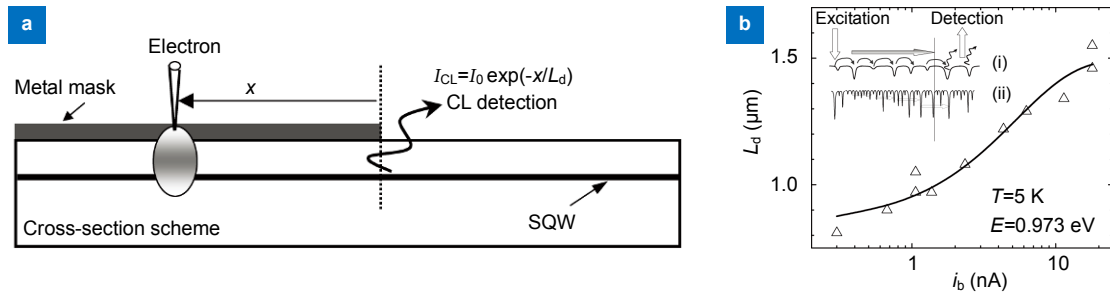 a
Electron
Metal mask
x
I_CL=I_0 exp(-x/L_d)
CL detection
SQW
Cross-section scheme
b
Excitation
Detection
(i)
(ii)
1.5
1.0
L_d (μm)
T=5 K
E=0.973 eV
1
10
i_b (nA)